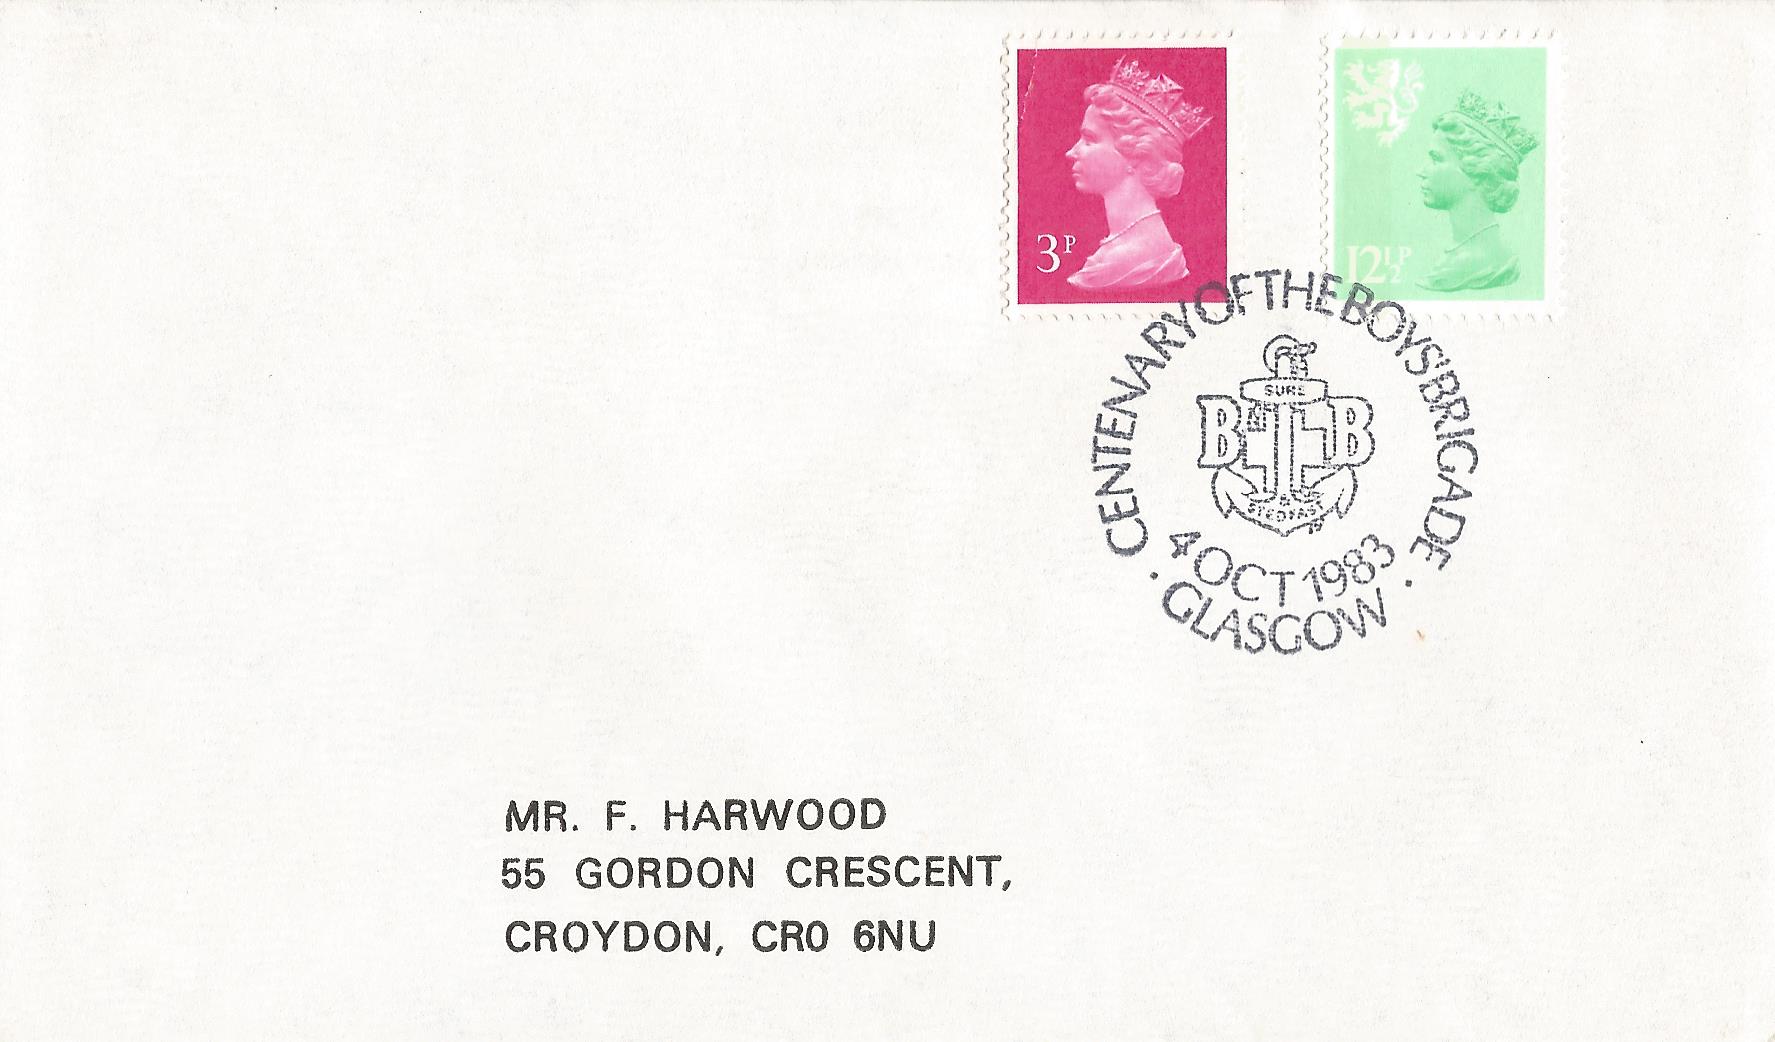 3P
12½P
CENTENARY OF THE BOYS' BRIGADE
SURE
B B
STEDFAST
4 OCT 1983
· GLASGOW ·
MR. F. HARWOOD
55 GORDON CRESCENT,
CROYDON, CR0 6NU